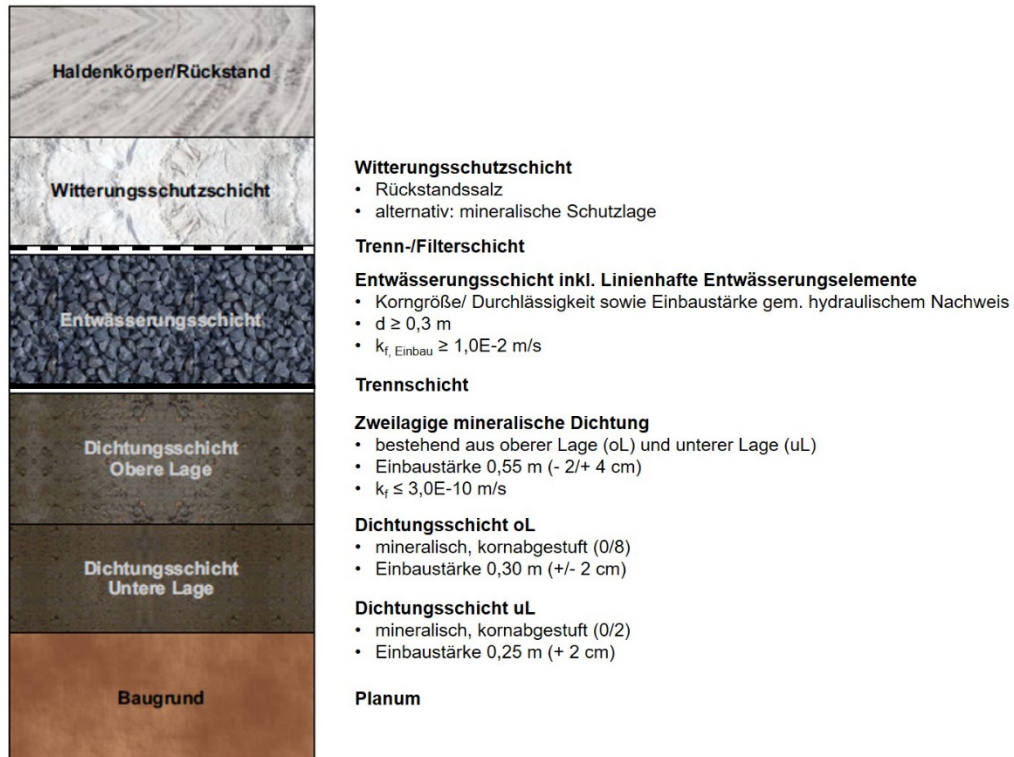 Haldenkörper/Rückstand
Witterungsschutzschicht
Witterungsschutzschicht
• Rückstandssalz
• alternativ: mineralische Schutzlage
Trenn-/Filterschicht
Entwässerungsschicht
Entwässerungsschicht inkl. Linienhafte Entwässerungselemente
• Korngröße/ Durchlässigkeit sowie Einbaustärke gem. hydraulischem Nachweis
• d ≥ 0,3 m
• kf, Einbau ≥ 1,0E-2 m/s
Trennschicht
Dichtungsschicht
Obere Lage
Zweilagige mineralische Dichtung
• bestehend aus oberer Lage (oL) und unterer Lage (uL)
• Einbaustärke 0,55 m (- 2/+ 4 cm)
• kf ≤ 3,0E-10 m/s
Dichtungsschicht oL
• mineralisch, kornabgestuft (0/8)
• Einbaustärke 0,30 m (+/- 2 cm)
Dichtungsschicht
Untere Lage
Dichtungsschicht uL
• mineralisch, kornabgestuft (0/2)
• Einbaustärke 0,25 m (+ 2 cm)
Baugrund
Planum